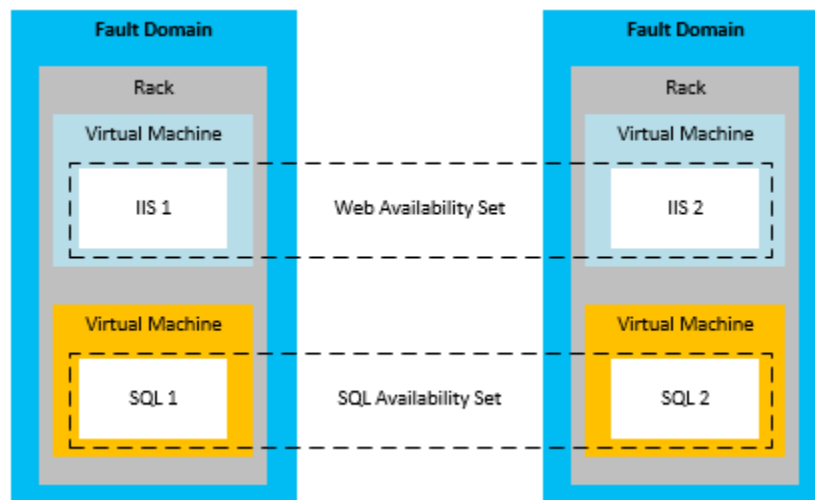 Fault Domain
Fault Domain
Rack
Rack
Virtual Machine
Virtual Machine
IIS 1
Web Availability Set
IIS 2
Virtual Machine
Virtual Machine
SQL 1
SQL Availability Set
SQL 2